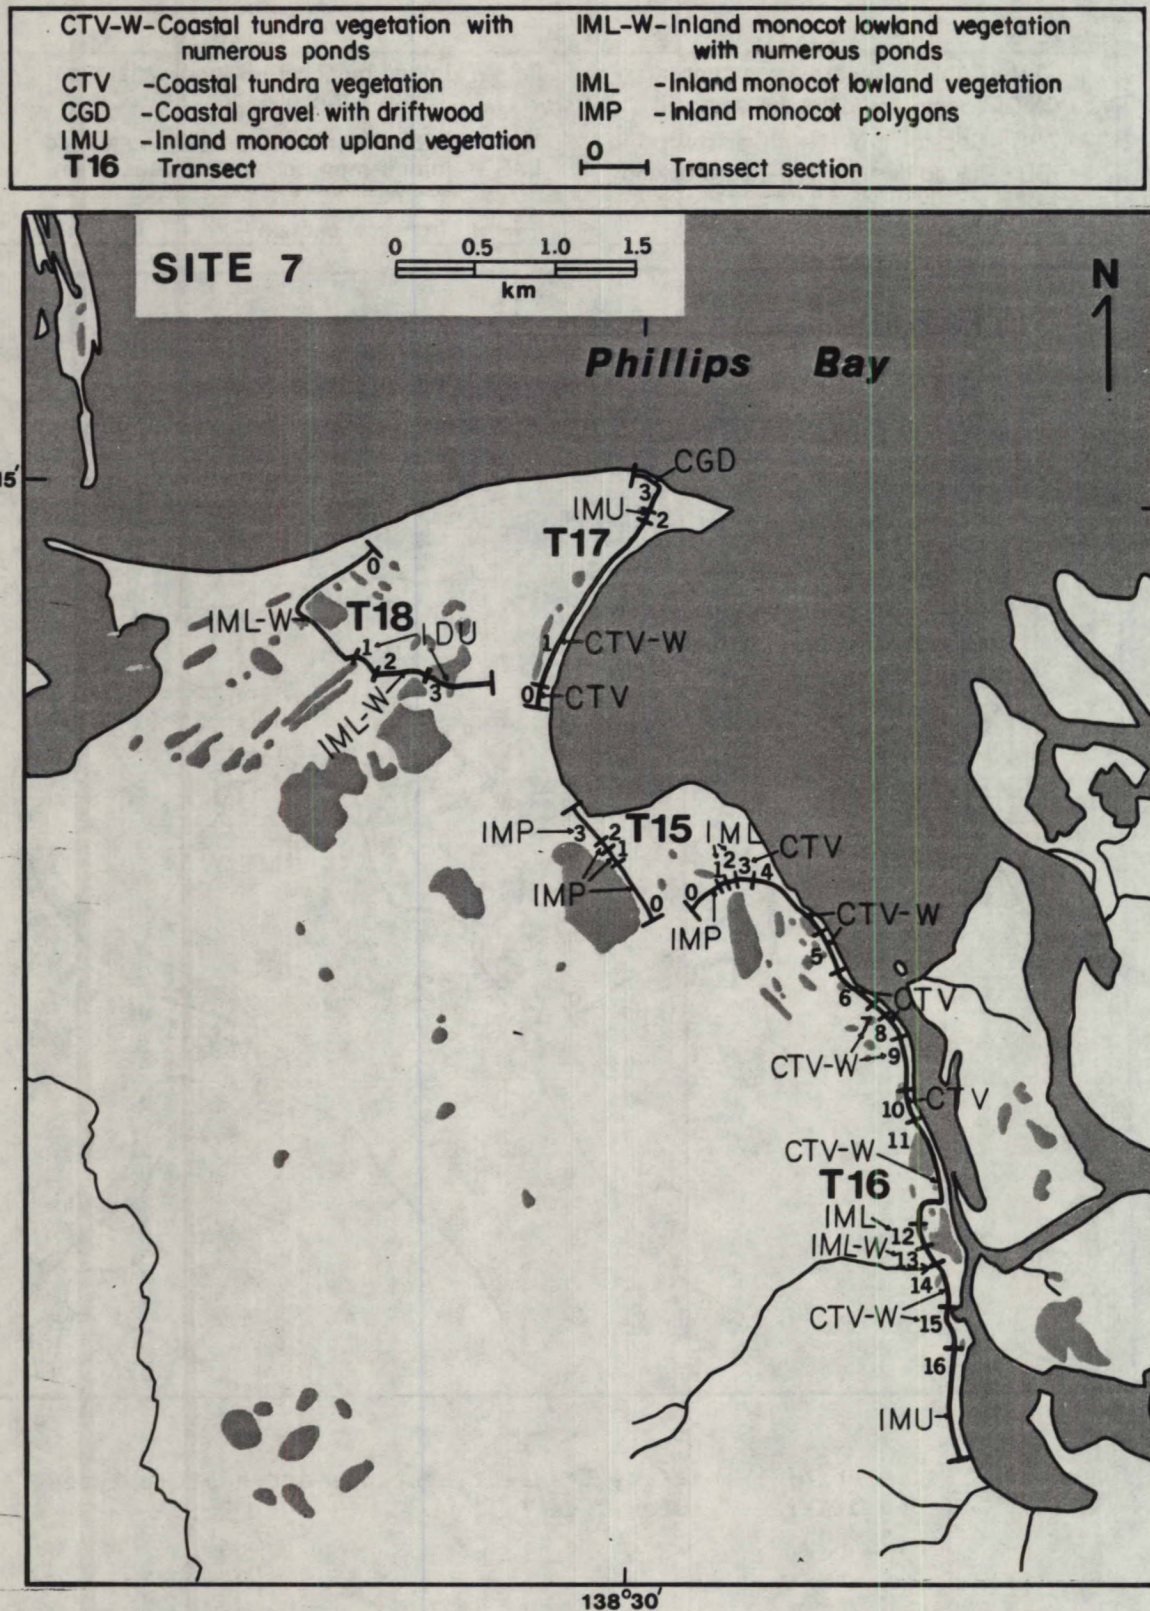 CTV-W-Coastal tundra vegetation with
numerous ponds
CTV -Coastal tundra vegetation
CGD -Coastal gravel with driftwood
IMU -Inland monocot upland vegetation
T16 Transect
IML-W-Inland monocot lowland vegetation
with numerous ponds
IML -Inland monocot lowland vegetation
IMP -Inland monocot polygons
0
Transect section
SITE 7
0 0.5 1.0 1.5
km
N
Phillips Bay
15'
CGD
3
IMU
2
T17
0
IML-W
T18
1
IDU
2
3
IML-W
1
CTV-W
0
CTV
IMP
3
2
1
T15
IMP
0
IML
CTV
0
1
2
3
4
IMP
CTV-W
5
6
CTV
7
8
CTV-W
9
10
CTV
11
CTV-W
T16
IML
12
IML-W
13
14
CTV-W
15
16
IMU
138°30'